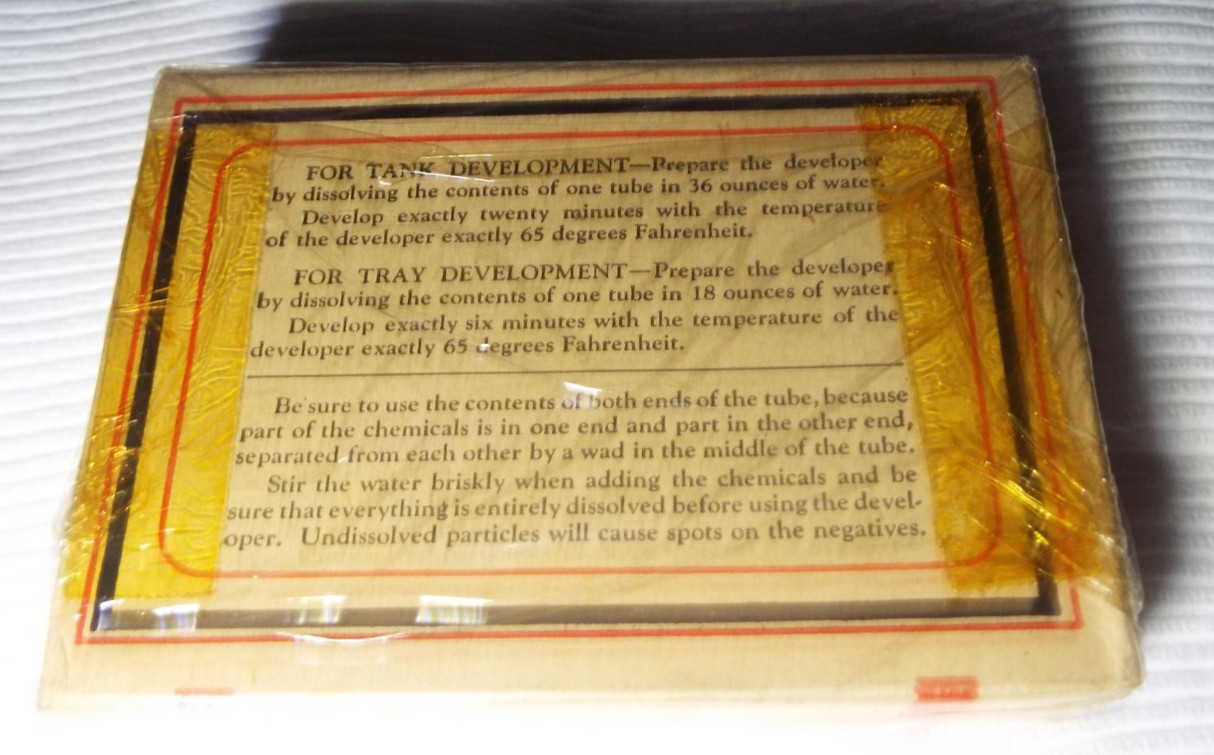 FOR TANK DEVELOPMENT—Prepare the developer
by dissolving the contents of one tube in 36 ounces of water.
Develop exactly twenty minutes with the temperature
of the developer exactly 65 degrees Fahrenheit.
FOR TRAY DEVELOPMENT—Prepare the developer
by dissolving the contents of one tube in 18 ounces of water.
Develop exactly six minutes with the temperature of the
developer exactly 65 degrees Fahrenheit.
Be sure to use the contents of both ends of the tube, because
part of the chemicals is in one end and part in the other end,
separated from each other by a wad in the middle of the tube.
Stir the water briskly when adding the chemicals and be
sure that everything is entirely dissolved before using the devel-
oper. Undissolved particles will cause spots on the negatives.